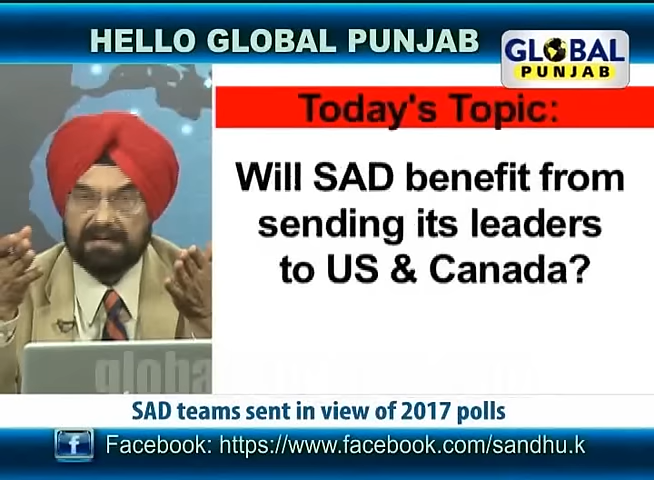 HELLO GLOBAL PUNJAB
GLOBAL
PUNJAB
Today's Topic:
Will SAD benefit from
sending its leaders
to US & Canada?
globa
SAD teams sent in view of 2017 polls
f Facebook: https://www.facebook.com/sandhu.k